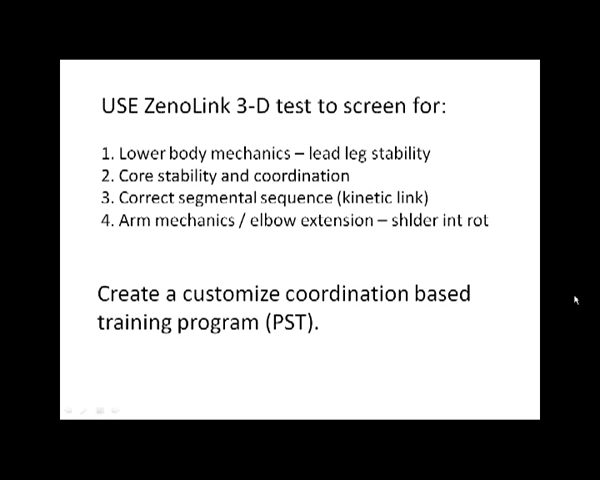 USE ZenoLink 3-D test to screen for:
1. Lower body mechanics – lead leg stability
2. Core stability and coordination
3. Correct segmental sequence (kinetic link)
4. Arm mechanics / elbow extension – shlder int rot
Create a customize coordination based
training program (PST).